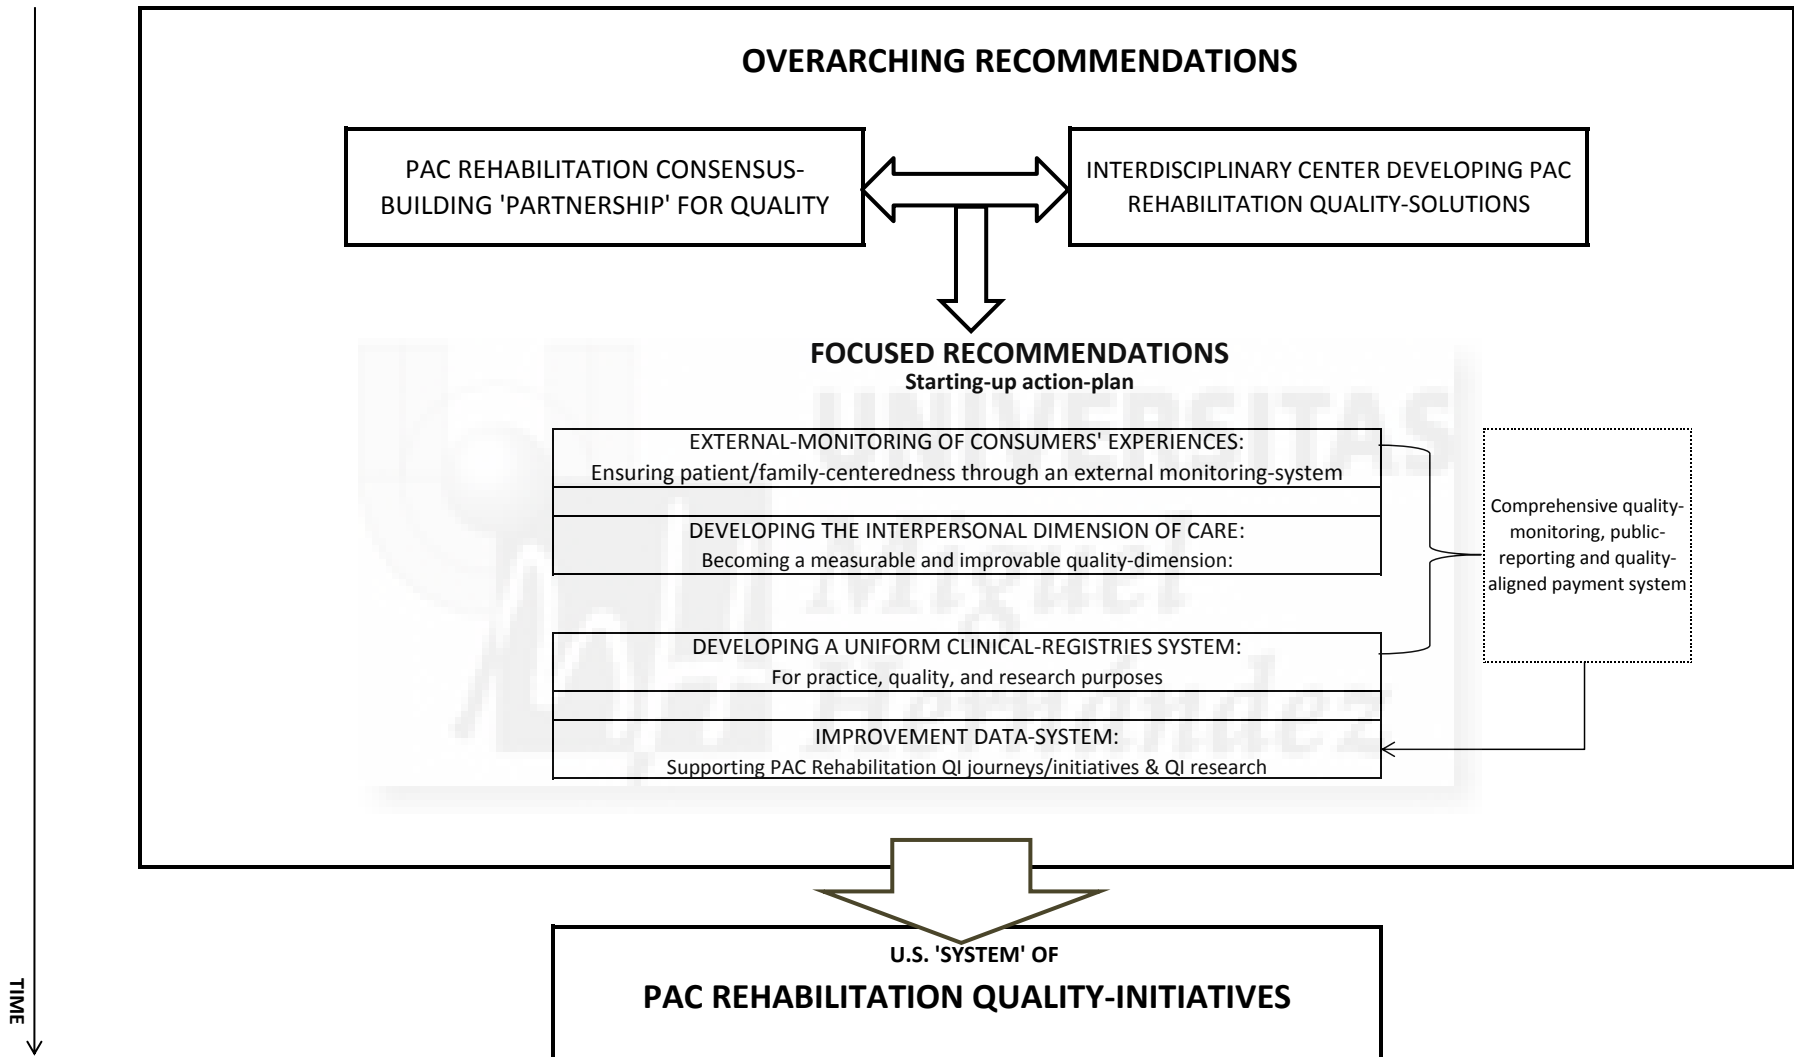 OVERARCHING RECOMMENDATIONS
PAC REHABILITATION CONSENSUS-
BUILDING 'PARTNERSHIP' FOR QUALITY
INTERDISCIPLINARY CENTER DEVELOPING PAC
REHABILITATION QUALITY-SOLUTIONS
FOCUSED RECOMMENDATIONS
Starting-up action-plan
UNIVERSITAS
Miguel
Hernández
EXTERNAL-MONITORING OF CONSUMERS' EXPERIENCES:
Ensuring patient/family-centeredness through an external monitoring-system
DEVELOPING THE INTERPERSONAL DIMENSION OF CARE:
Becoming a measurable and improvable quality-dimension:
DEVELOPING A UNIFORM CLINICAL-REGISTRIES SYSTEM:
For practice, quality, and research purposes
IMPROVEMENT DATA-SYSTEM:
Supporting PAC Rehabilitation QI journeys/initiatives & QI research
Comprehensive quality-
monitoring, public-
reporting and quality-
aligned payment system
U.S. 'SYSTEM' OF
PAC REHABILITATION QUALITY-INITIATIVES
TIME